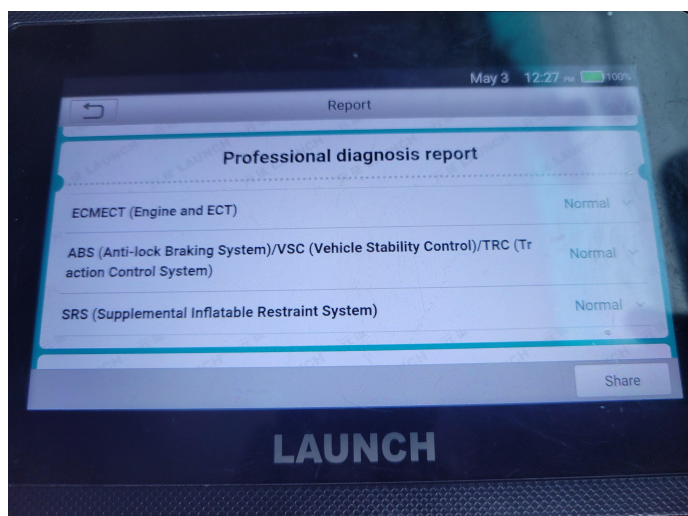 May 3 12:27 PM 100%
Report
Professional diagnosis report
ECMECT (Engine and ECT) Normal
ABS (Anti-lock Braking System)/VSC (Vehicle Stability Control)/TRC (Tr
action Control System) Normal
SRS (Supplemental Inflatable Restraint System) Normal
Share
LAUNCH